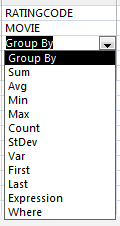 RATINGCODE
MOVIE
Group By
Group By
Sum
Avg
Min
Max
Count
StDev
Var
First
Last
Expression
Where